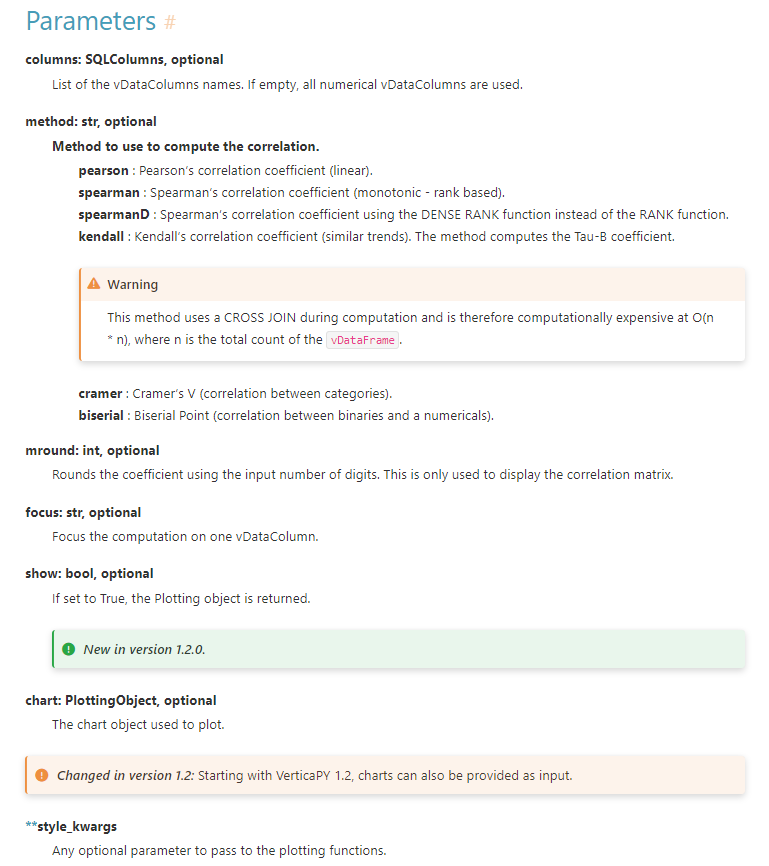 Parameters #
columns: SQLColumns, optional
List of the vDataColumns names. If empty, all numerical vDataColumns are used.
method: str, optional
Method to use to compute the correlation.
pearson : Pearson's correlation coefficient (linear).
spearman : Spearman's correlation coefficient (monotonic - rank based).
spearmanD : Spearman's correlation coefficient using the DENSE RANK function instead of the RANK function.
kendall : Kendall's correlation coefficient (similar trends). The method computes the Tau-B coefficient.
Warning
This method uses a CROSS JOIN during computation and is therefore computationally expensive at O(n
* n), where n is the total count of the vDataFrame.
cramer : Cramer's V (correlation between categories).
biserial : Biserial Point (correlation between binaries and a numericals).
mround: int, optional
Rounds the coefficient using the input number of digits. This is only used to display the correlation matrix.
focus: str, optional
Focus the computation on one vDataColumn.
show: bool, optional
If set to True, the Plotting object is returned.
New in version 1.2.0.
chart: PlottingObject, optional
The chart object used to plot.
Changed in version 1.2: Starting with VerticaPY 1.2, charts can also be provided as input.
**style_kwargs
Any optional parameter to pass to the plotting functions.